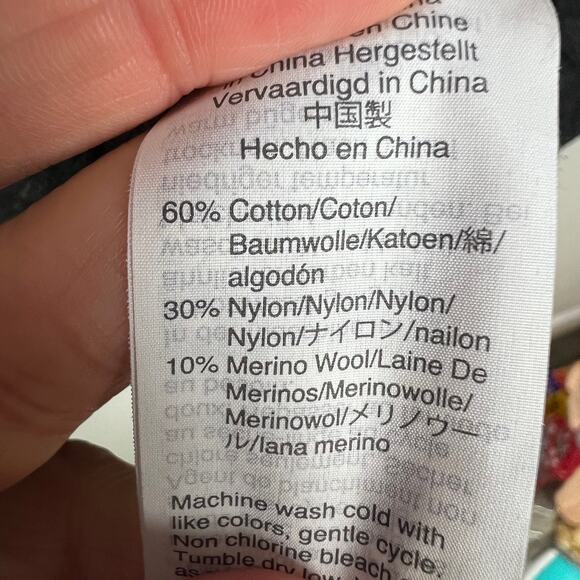 en Chine
in China Hergestellt
Vervaardigd in China
中国製
Hecho en China
60% Cotton/Coton/
Baumwolle/Katoen/綿/
algodón
30% Nylon/Nylon/Nylon/
Nylon/ナイロン/nailon
10% Merino Wool/Laine De
Merinos/Merinowolle/
Merinowol/メリノウー
ル/lana merino
Machine wash cold with
like colors, gentle cycle.
Non chlorine bleach.
Tumble dry low.